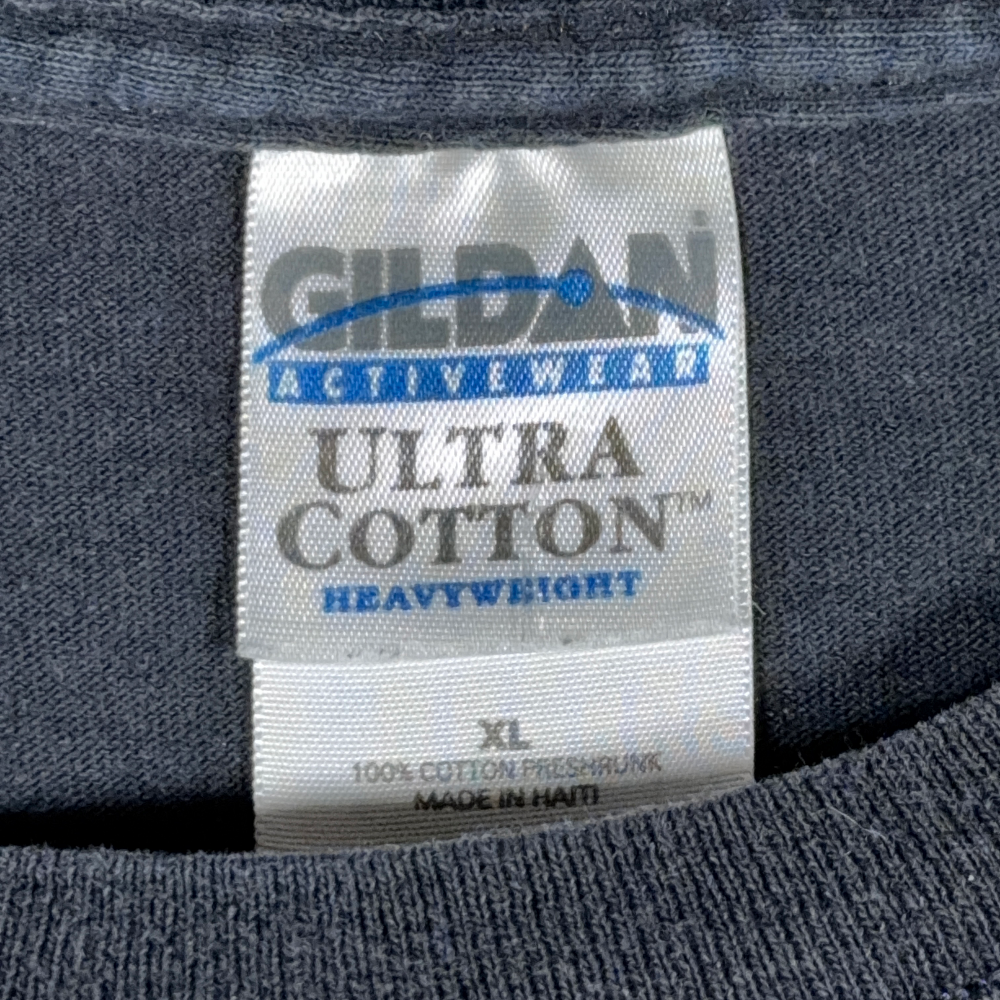 GILDAN
ACTIVEWEAR
ULTRA
COTTON™
HEAVYWEIGHT
XL
100% COTTON PRESHRUNK
MADE IN HAITI